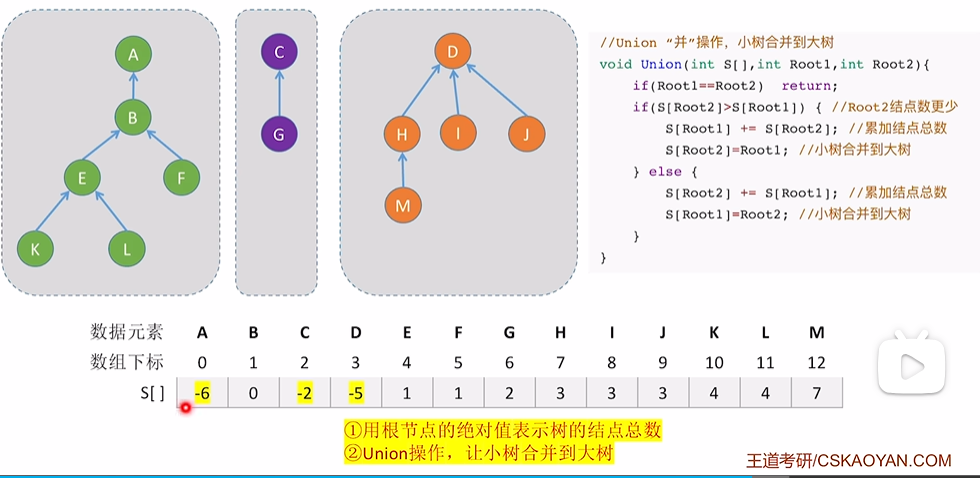 A
B
E
F
K
L
C
G
D
H
I
J
M
//Union “并”操作，小树合并到大树
void Union(int S[],int Root1,int Root2){
if(Root1==Root2) return;
if(S[Root2]>S[Root1]) { //Root2结点数更少
S[Root1] += S[Root2]; //累加结点总数
S[Root2]=Root1; //小树合并到大树
} else {
S[Root2] += S[Root1]; //累加结点总数
S[Root1]=Root2; //小树合并到大树
}
}
数据元素 A B C D E F G H I J K L M
数组下标 0 1 2 3 4 5 6 7 8 9 10 11 12
S[] -6 0 -2 -5 1 1 2 3 3 3 4 4 7
①用根节点的绝对值表示树的结点总数
②Union操作，让小树合并到大树
王道考研/CSKAOYAN.COM